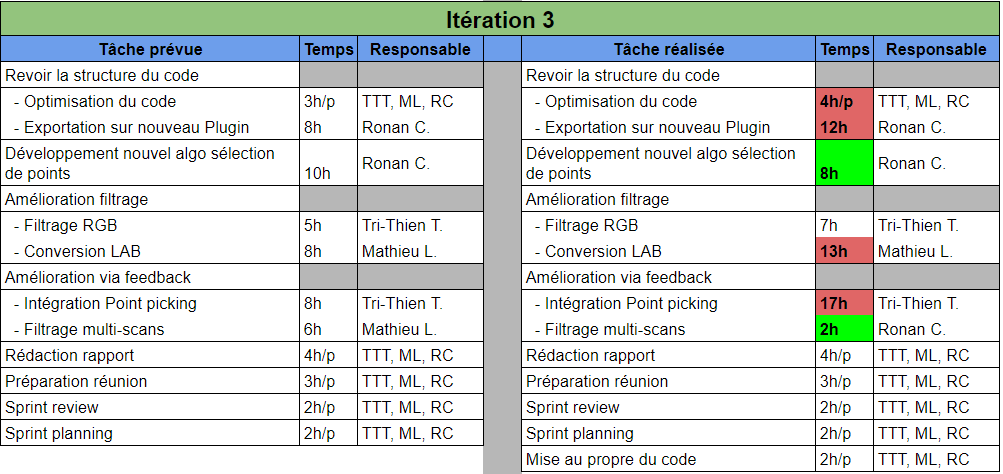 Itération 3
Tâche prévue Temps Responsable Tâche réalisée Temps Responsable
Revoir la structure du code Revoir la structure du code
- Optimisation du code 3h/p TTT, ML, RC - Optimisation du code 4h/p TTT, ML, RC
- Exportation sur nouveau Plugin 8h Ronan C. - Exportation sur nouveau Plugin 12h Ronan C.
Développement nouvel algo sélection Ronan C. Développement nouvel algo sélection Ronan C.
de points 10h de points 8h
Amélioration filtrage Amélioration filtrage
- Filtrage RGB 5h Tri-Thien T. - Filtrage RGB 7h Tri-Thien T.
- Conversion LAB 8h Mathieu L. - Conversion LAB 13h Mathieu L.
Amélioration via feedback Amélioration via feedback
- Intégration Point picking 8h Tri-Thien T. - Intégration Point picking 17h Tri-Thien T.
- Filtrage multi-scans 6h Mathieu L. - Filtrage multi-scans 2h Ronan C.
Rédaction rapport 4h/p TTT, ML, RC Rédaction rapport 4h/p TTT, ML, RC
Préparation réunion 3h/p TTT, ML, RC Préparation réunion 3h/p TTT, ML, RC
Sprint review 2h/p TTT, ML, RC Sprint review 2h/p TTT, ML, RC
Sprint planning 2h/p TTT, ML, RC Sprint planning 2h/p TTT, ML, RC
Mise au propre du code 2h/p TTT, ML, RC